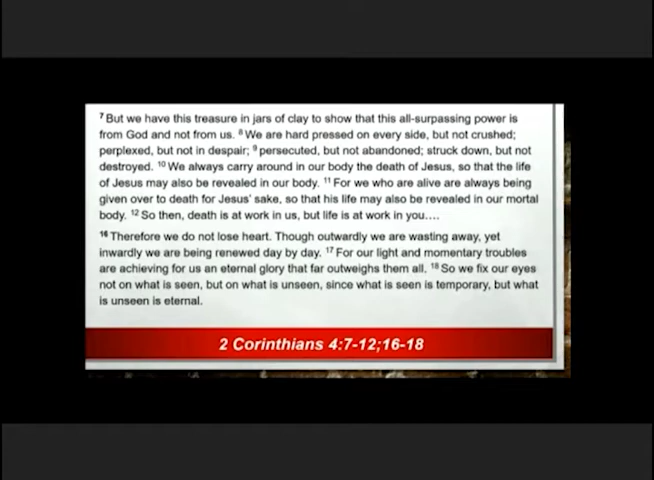 7 But we have this treasure in jars of clay to show that this all-surpassing power is
from God and not from us. 8 We are hard pressed on every side, but not crushed;
perplexed, but not in despair; 9 persecuted, but not abandoned; struck down, but not
destroyed. 10 We always carry around in our body the death of Jesus, so that the life
of Jesus may also be revealed in our body. 11 For we who are alive are always being
given over to death for Jesus' sake, so that his life may also be revealed in our mortal
body. 12 So then, death is at work in us, but life is at work in you....
16 Therefore we do not lose heart. Though outwardly we are wasting away, yet
inwardly we are being renewed day by day. 17 For our light and momentary troubles
are achieving for us an eternal glory that far outweighs them all. 18 So we fix our eyes
not on what is seen, but on what is unseen, since what is seen is temporary, but what
is unseen is eternal.
2 Corinthians 4:7-12;16-18